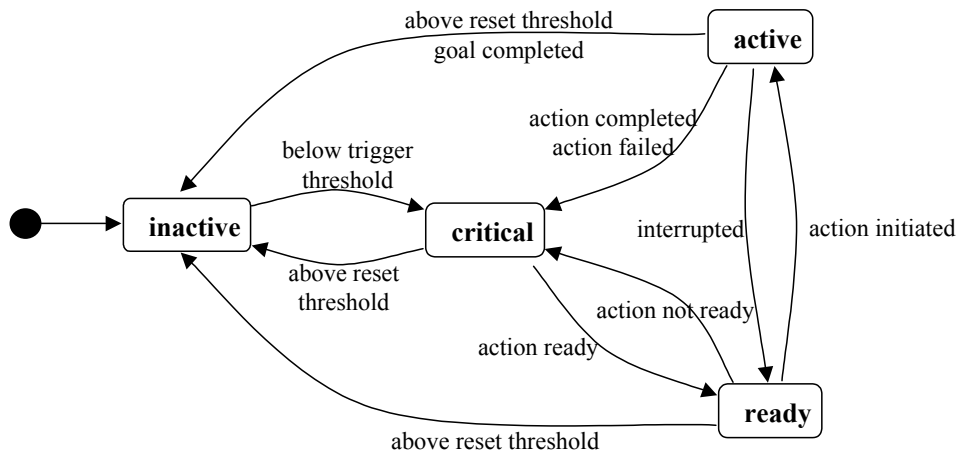 above reset threshold
goal completed
active
action completed
action failed
below trigger
threshold
inactive
critical
interrupted
action initiated
above reset
threshold
action not ready
action ready
ready
above reset threshold